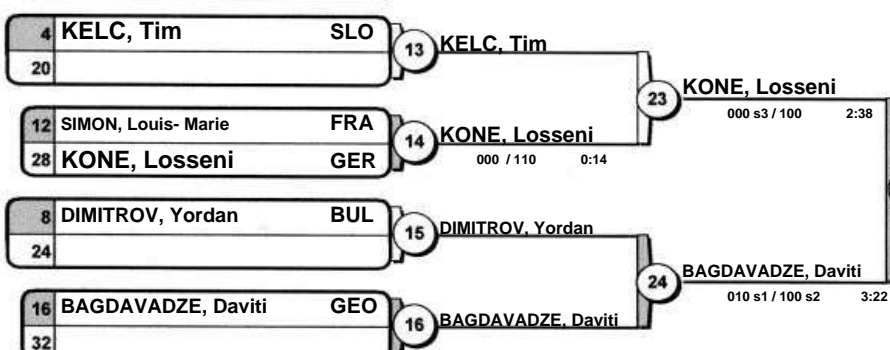 4 KELC, Tim SLO
20
13 KELC, Tim
12 SIMON, Louis- Marie FRA
28 KONE, Losseni GER
14 KONE, Losseni
000 / 110 0:14
23 KONE, Losseni
000 s3 / 100 2:38
8 DIMITROV, Yordan BUL
24
15 DIMITROV, Yordan
16 BAGDAVADZE, Daviti GEO
32
16 BAGDAVADZE, Daviti
24 BAGDAVADZE, Daviti
010 s1 / 100 s2 3:22